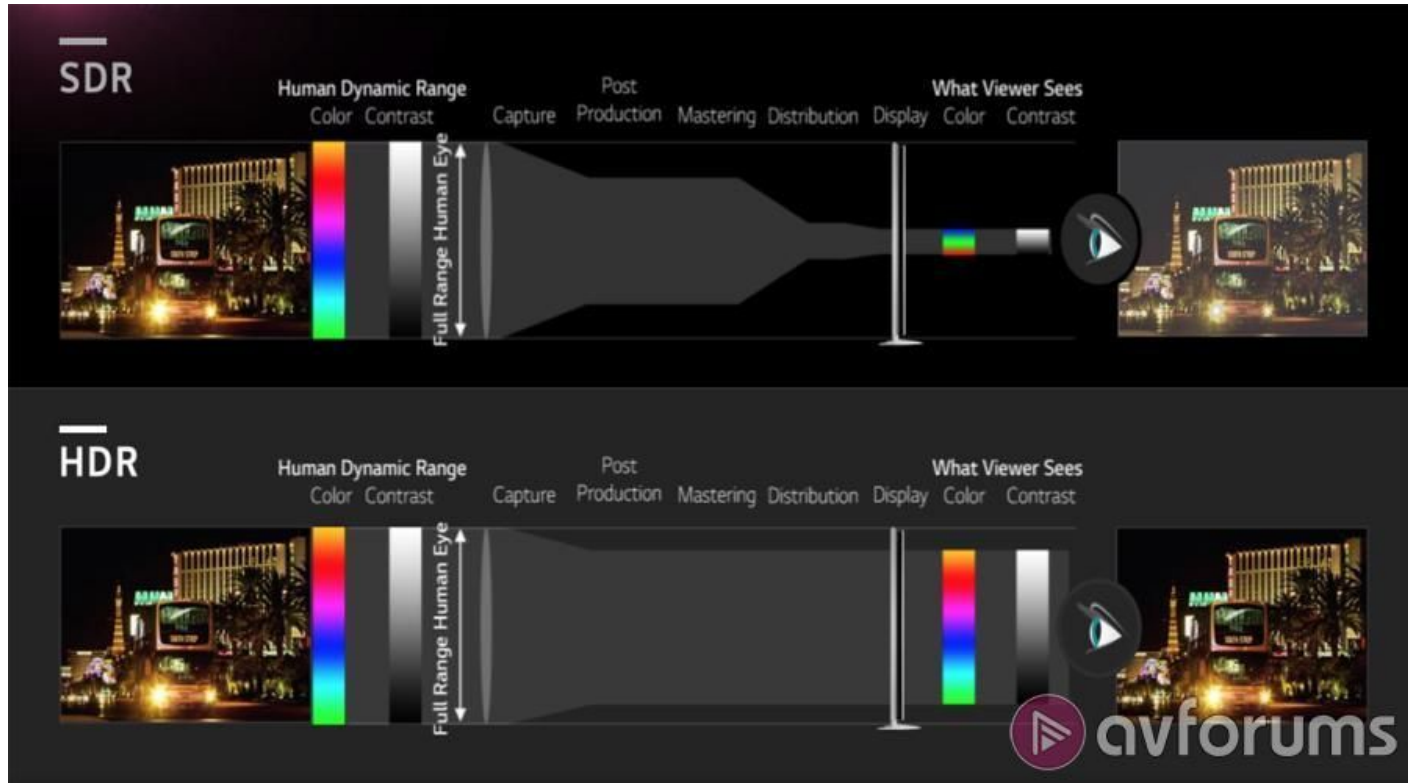 SDR
Human Dynamic Range
Color Contrast
Capture
Post
Production
Mastering
Distribution
Display
What Viewer Sees
Color Contrast
Full Range Human Eye
HDR
Human Dynamic Range
Color Contrast
Capture
Post
Production
Mastering
Distribution
Display
What Viewer Sees
Color Contrast
Full Range Human Eye
avforums